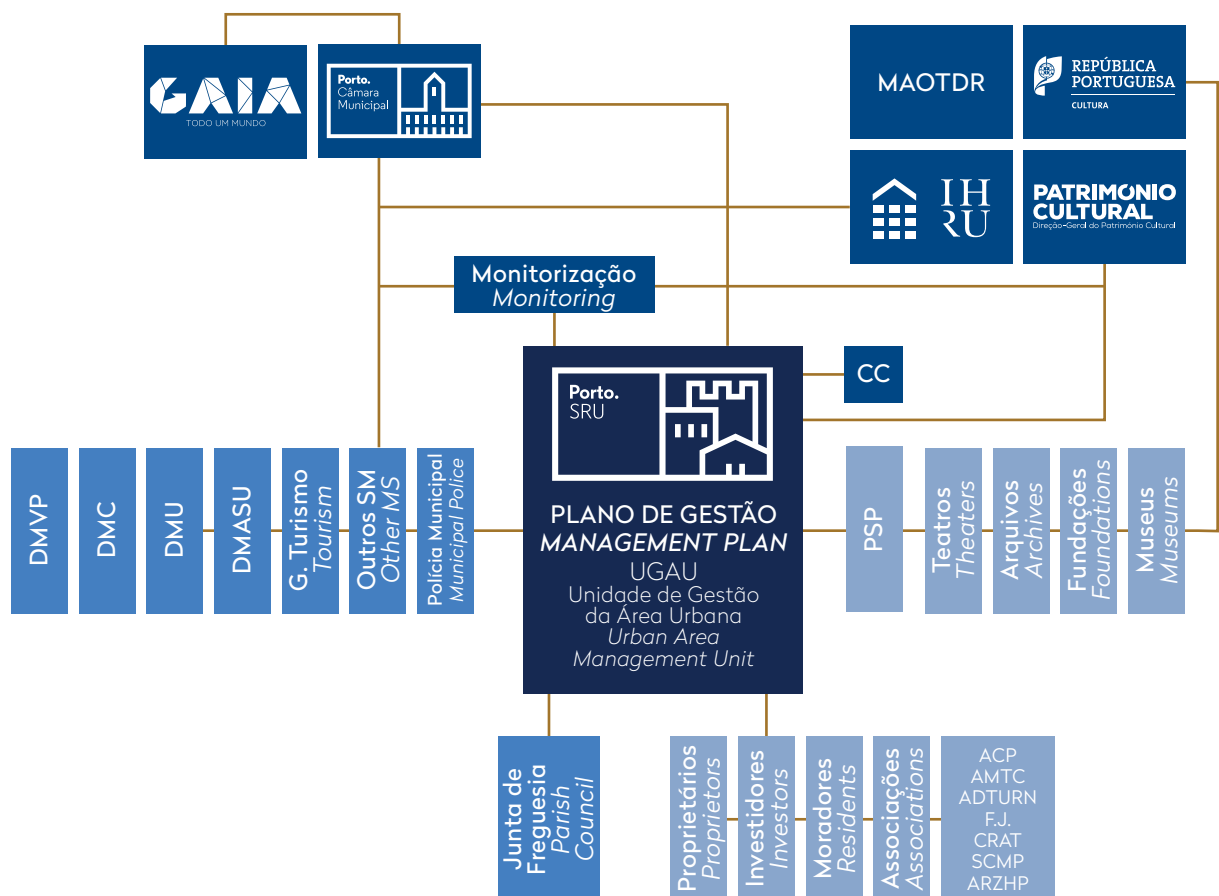 GAIA
TODO UM MUNDO
Porto.
Câmara
Municipal
MAOTDR
REPÚBLICA
PORTUGUESA
CULTURA
IH
RU
PATRIMÓNIO
CULTURAL
Direção-Geral do Património Cultural
Monitorização
Monitoring
CC
Porto.
SRU
PLANO DE GESTÃO
MANAGEMENT PLAN
UGAU
Unidade de Gestão
da Área Urbana
Urban Area
Management Unit
DMVP
DMC
DMU
DMASU
G. Turismo
Tourism
Outros SM
Other MS
Polícia Municipal
Municipal Police
PSP
Teatros
Theaters
Arquivos
Archives
Fundações
Foundations
Museus
Museums
Junta de
Freguesia
Parish
Council
Proprietários
Proprietors
Investidores
Investors
Moradores
Residents
Associações
Associations
ACP
AMTC
ADTURN
F.J.
CRAT
SCMP
ARZHP